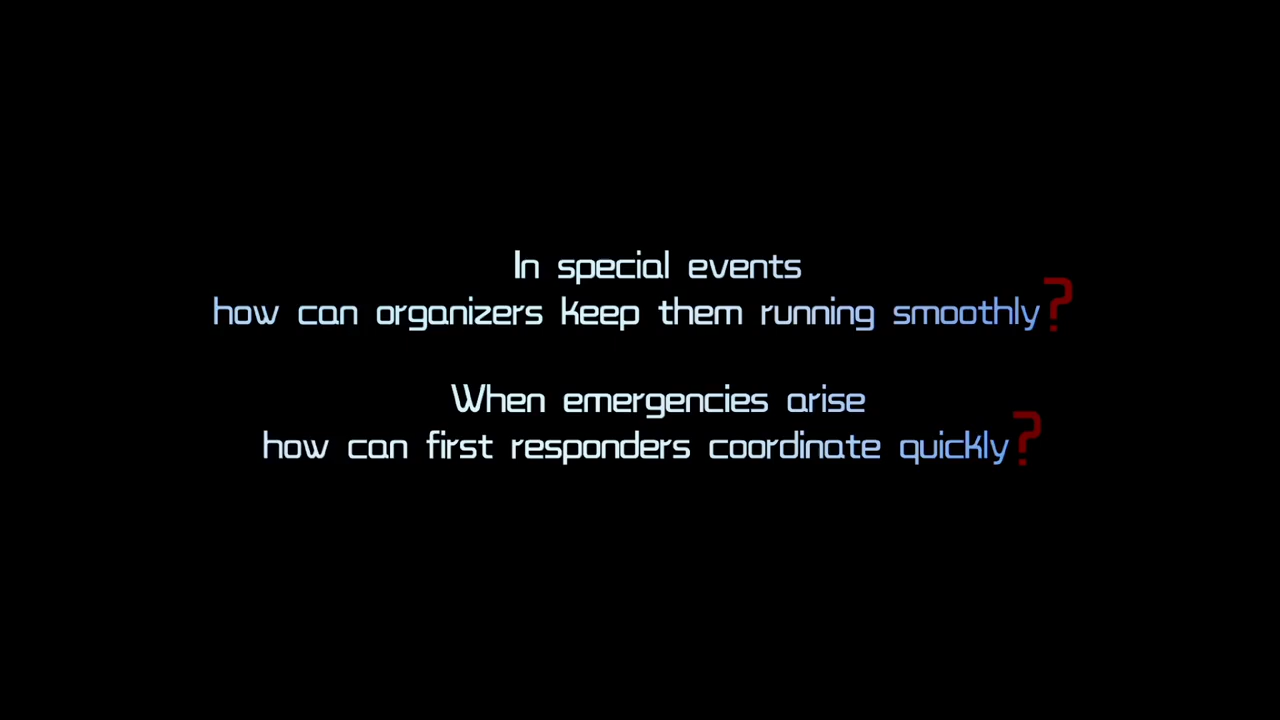 In special events
how can organizers keep them running smoothly?
When emergencies arise
how can first responders coordinate quickly?